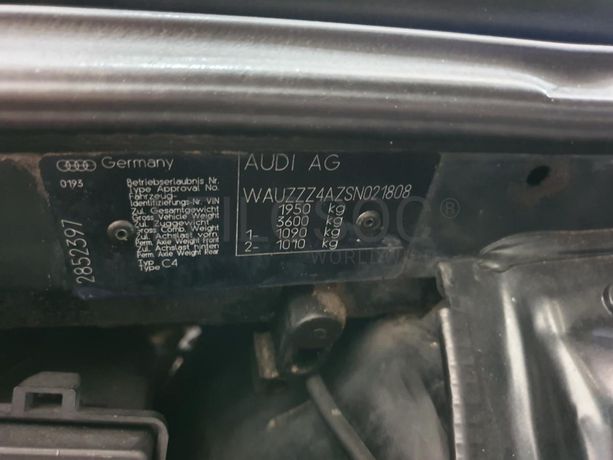 Germany
AUDI AG
0193
Betriebserlaubnis Nr.
Type Approval No.
Fahrzeug-
Identifizierungs-Nr. VIN
WAUZZZ4AZSN021808
Zul. Gesamtgewicht
Gross Vehicle Weight
1950 kg
Zul. Zuggewicht
Gross Comb. Weight
3600 kg
Zul. Achslast vorn
Perm. Axle Weight Front
1- 1090 kg
Zul. Achslast hinten
Perm. Axle Weight Rear
2- 1010 kg
Typ
Type C4
2852397